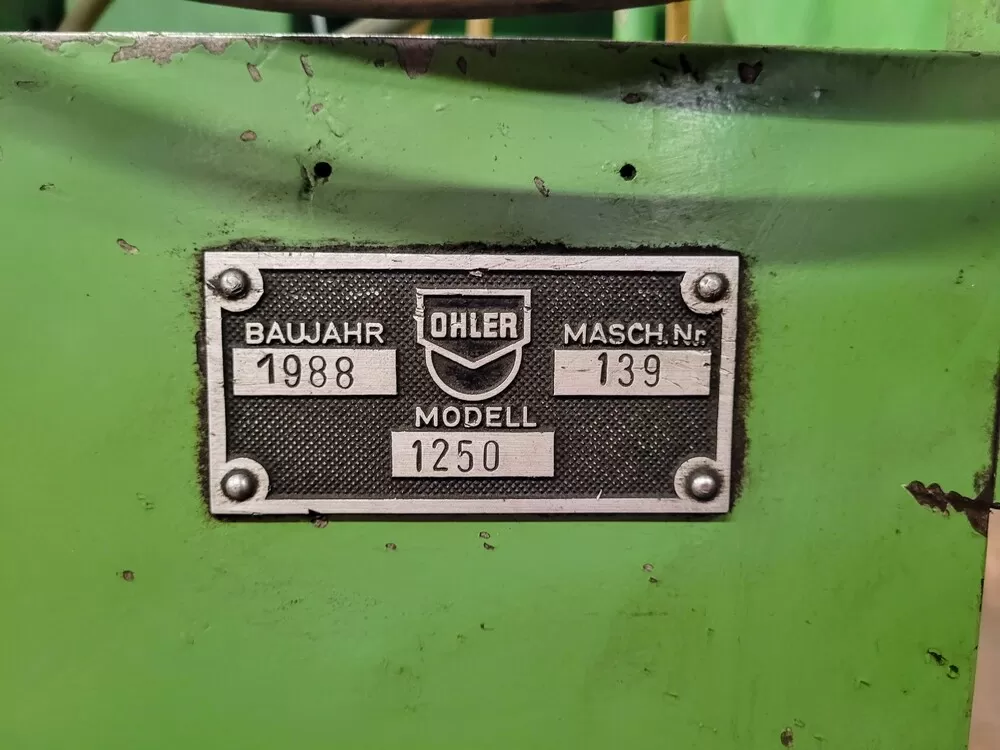 OHLER
BAUJAHR
1988
MASCH.Nr.
139
MODELL
1250